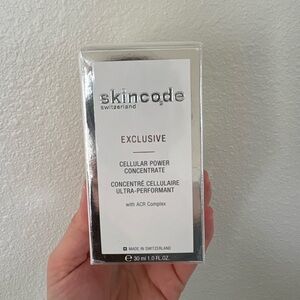 skincode
switzerland
EXCLUSIVE
CELLULAR POWER
CONCENTRATE
CONCENTRÉ CELLULAIRE
ULTRA-PERFORMANT
with ACR Complex
MADE IN SWITZERLAND
℮ 30 ml 1.0 FL.OZ.